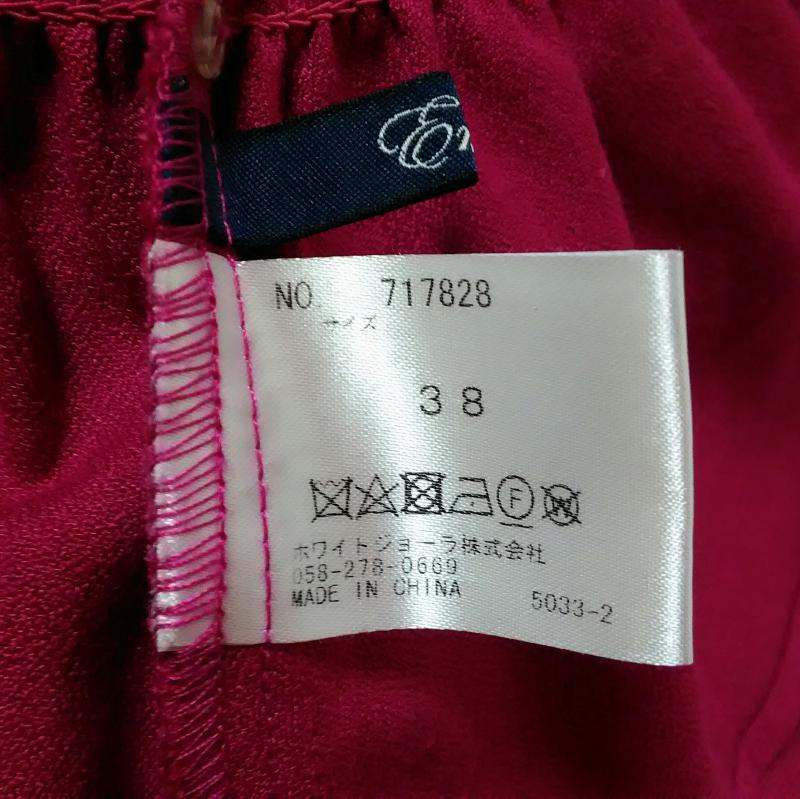 NO. 717828
サイズ
38
F W
ホワイトジョーラ株式会社
058-278-0669
MADE IN CHINA
5033-2